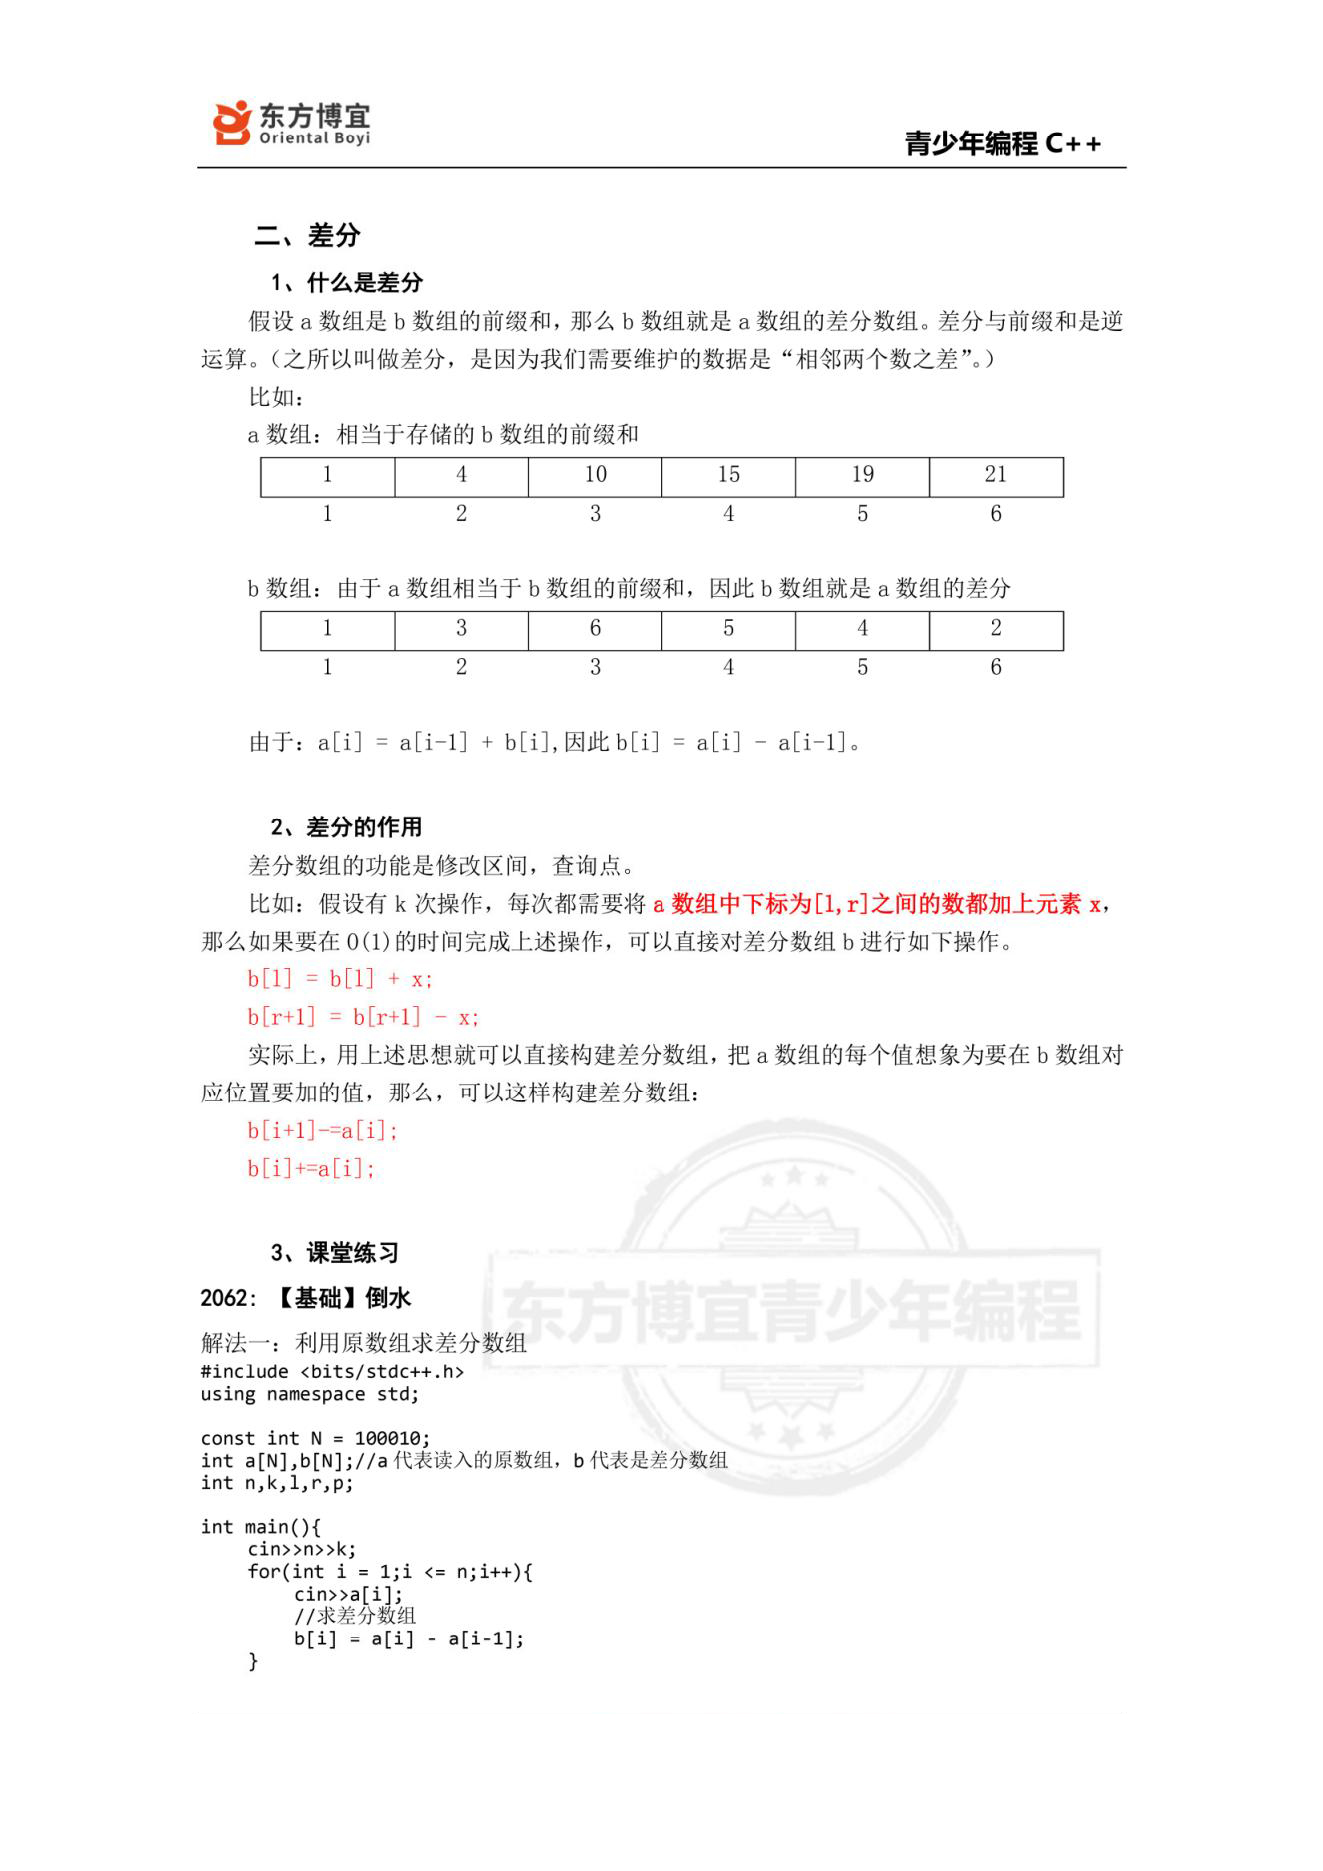 东方博宜
Oriental Boyi
青少年编程 C++
二、差分
1、什么是差分
假设 a 数组是 b 数组的前缀和，那么 b 数组就是 a 数组的差分数组。差分与前缀和是逆
运算。（之所以叫做差分，是因为我们需要维护的数据是“相邻两个数之差”。）
比如：
a 数组：相当于存储的 b 数组的前缀和
1 4 10 15 19 21
1 2 3 4 5 6
b 数组：由于 a 数组相当于 b 数组的前缀和，因此 b 数组就是 a 数组的差分
1 3 6 5 4 2
1 2 3 4 5 6
由于：a[i] = a[i-1] + b[i],因此 b[i] = a[i] - a[i-1]。
2、差分的作用
差分数组的功能是修改区间，查询点。
比如：假设有 k 次操作，每次都需要将 a 数组中下标为[l,r]之间的数都加上元素 x，
那么如果要在 O(1)的时间完成上述操作，可以直接对差分数组 b 进行如下操作。
b[l] = b[l] + x;
b[r+1] = b[r+1] - x;
实际上，用上述思想就可以直接构建差分数组，把 a 数组的每个值想象为要在 b 数组对
应位置要加的值，那么，可以这样构建差分数组：
b[i+1]-=a[i];
b[i]+=a[i];
3、课堂练习
2062: 【基础】倒水
东方博宜青少年编程
解法一：利用原数组求差分数组
#include <bits/stdc++.h>
using namespace std;
const int N = 100010;
int a[N],b[N];//a 代表读入的原数组，b 代表是差分数组
int n,k,l,r,p;
int main(){
cin>>n>>k;
for(int i = 1;i <= n;i++){
cin>>a[i];
//求差分数组
b[i] = a[i] - a[i-1];
}